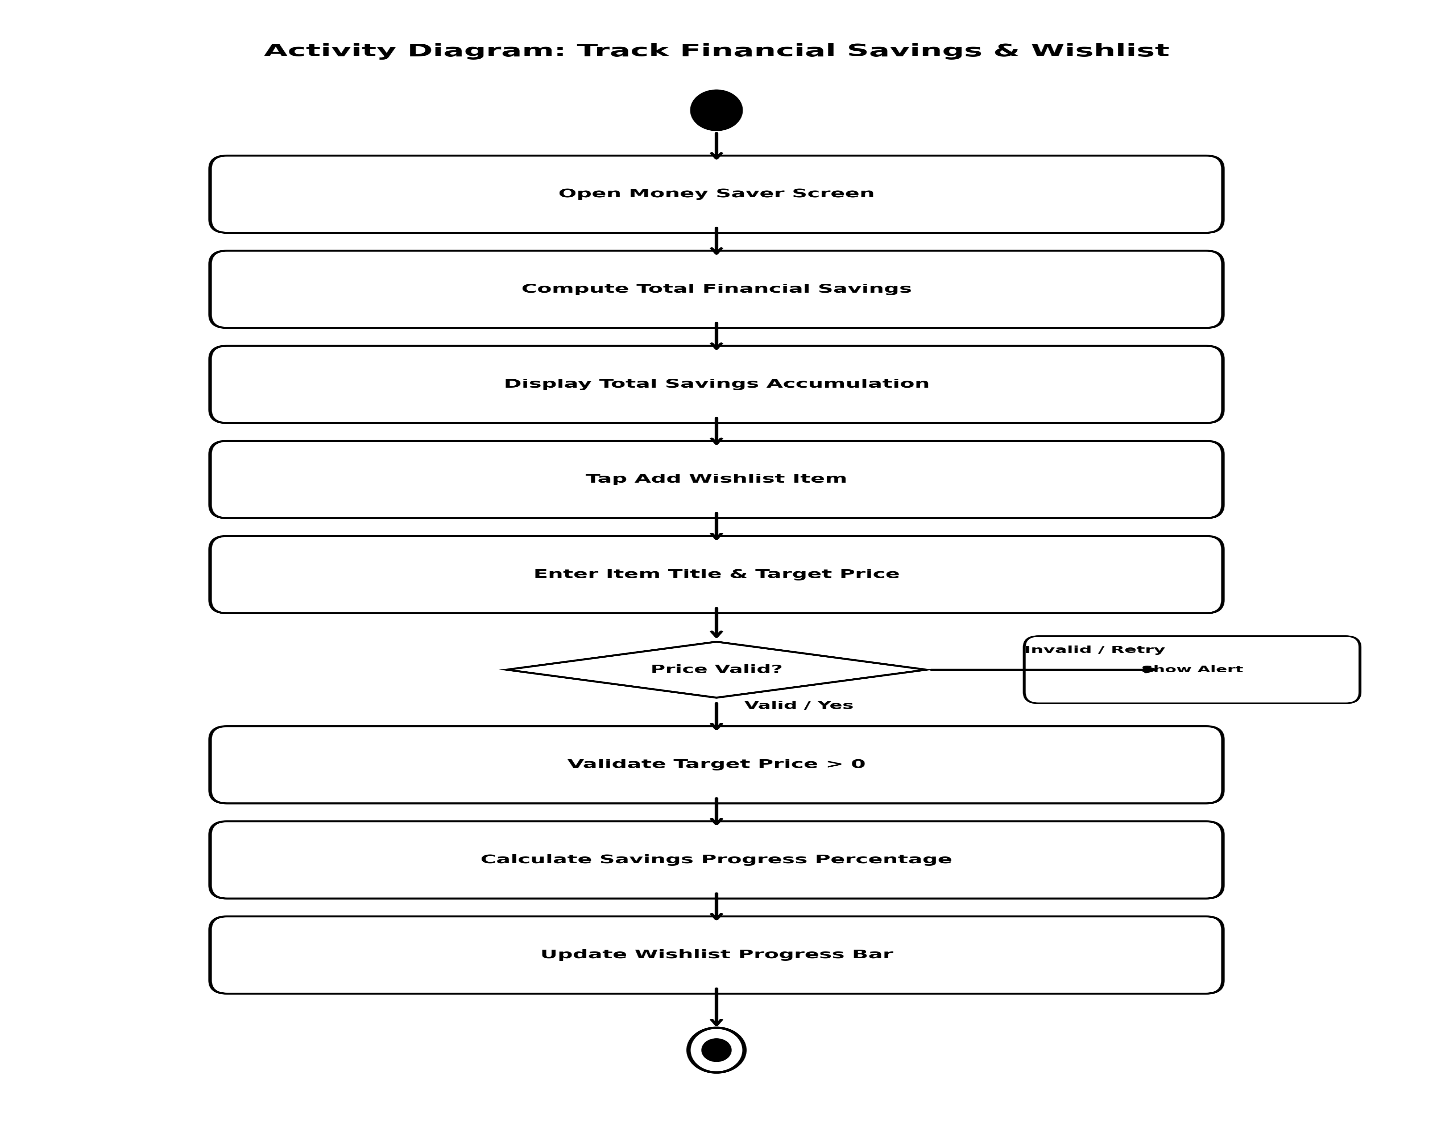 Activity Diagram: Track Financial Savings & Wishlist
Open Money Saver Screen
Compute Total Financial Savings
Display Total Savings Accumulation
Tap Add Wishlist Item
Enter Item Title & Target Price
Invalid / Retry
Price Valid?
Show Alert
Valid / Yes
Validate Target Price > 0
Calculate Savings Progress Percentage
Update Wishlist Progress Bar